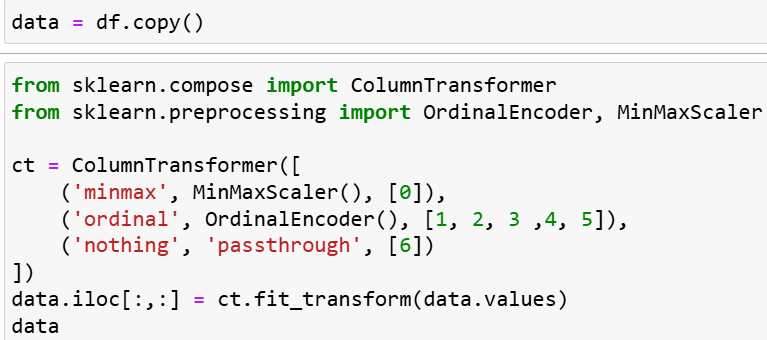 data = df.copy()
from sklearn.compose import ColumnTransformer
from sklearn.preprocessing import OrdinalEncoder, MinMaxScaler
ct = ColumnTransformer([
    ('minmax', MinMaxScaler(), [0]),
    ('ordinal', OrdinalEncoder(), [1, 2, 3 ,4, 5]),
    ('nothing', 'passthrough', [6])
])
data.iloc[:,:] = ct.fit_transform(data.values)
data